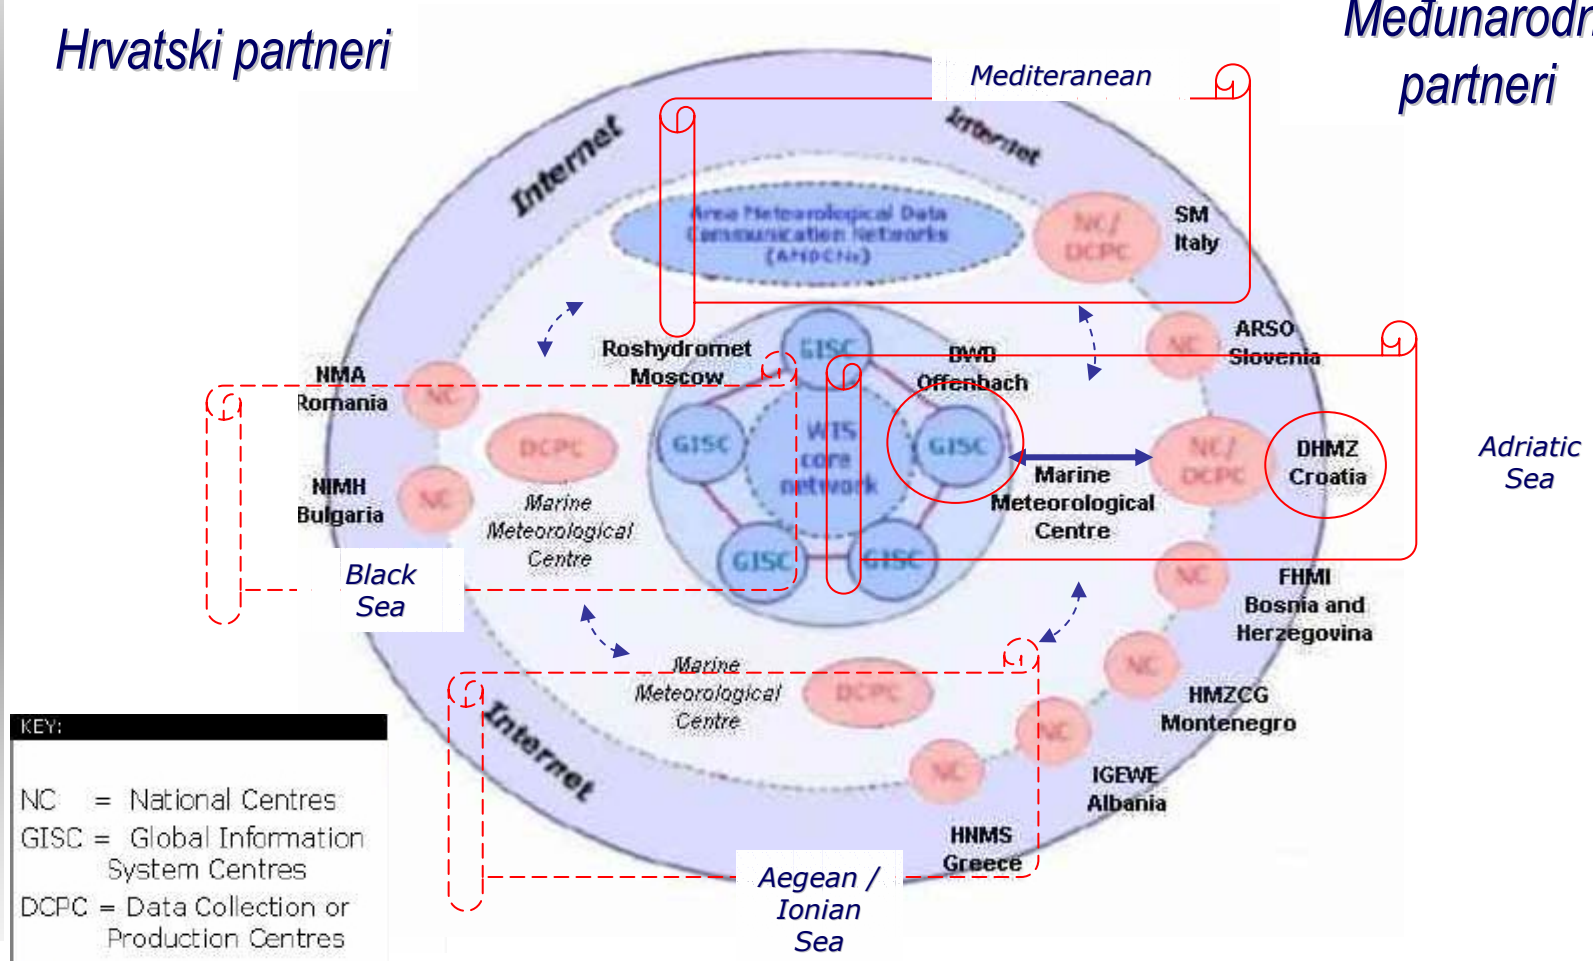 Hrvatski partneri
Međunarodni
partneri
Mediteranean
Internet
Internet
Area Meteorological Data
Communication Networks
(AMDCNs)
NC/
DCPC
SM
Italy
ARSO
Slovenia
NC
Roshydromet
Moscow
GISC
DWD
Offenbach
NMA
Romania
NC
DCPC
GISC
WIS
core
network
GISC
NC/
DCPC
DHMZ
Croatia
Adriatic
Sea
NIMH
Bulgaria
NC
Marine
Meteorological
Centre
Marine
Meteorological
Centre
GISC
GISC
Black
Sea
NC
FHMI
Bosnia and
Herzegovina
Marine
Meteorological
Centre
DCPC
NC
HMZCG
Montenegro
Internet
NC
NC
IGEWE
Albania
HNMS
Greece
Aegean /
Ionian
Sea
KEY:
NC = National Centres
GISC = Global Information
System Centres
DCPC = Data Collection or
Production Centres